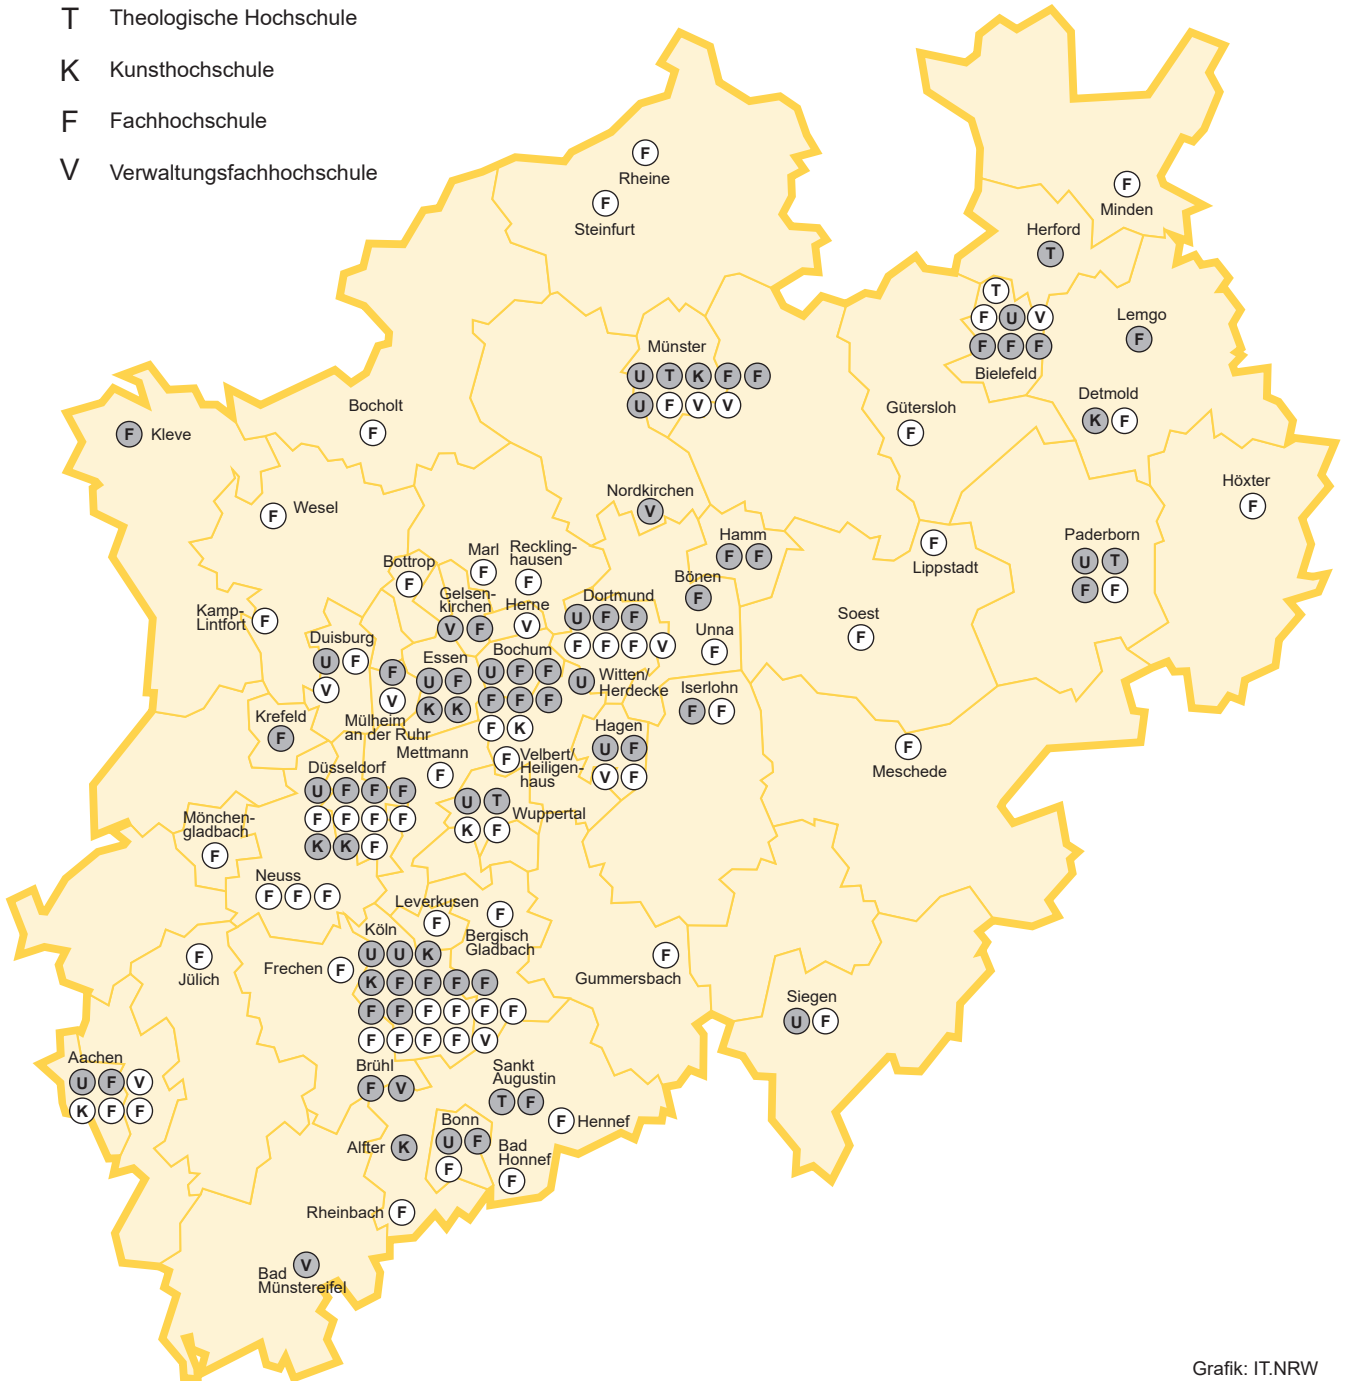 T Theologische Hochschule
K Kunsthochschule
F Fachhochschule
V Verwaltungsfachhochschule
F
Rheine
F
Steinfurt
F
Minden
Herford
T
T
F U V
F F F
Bielefeld
Lemgo
F
Detmold
K F
Münster
U T K F F
U F V V
Bocholt
F
F Kleve
Gütersloh
F
Höxter
F
F Wesel
Nordkirchen
V
Hamm
F F
F
Lippstadt
Paderborn
U T
F F
Bottrop
F
Marl
F
Reckling-
hausen
F
Gelsen-
kirchen
V F
Herne
V
Dortmund
U F F
F F F V
Bönen
F
Unna
F
Soest
F
Kamp-
Lintfort F
Duisburg
U F
V
F
V
Mülheim
an der Ruhr
Essen
U F
K K
Bochum
U F F
F F F
F K
U Witten/
Herdecke
Iserlohn
F F
Krefeld
F
Hagen
U F
V F
F
Meschede
Mettmann
F
F Velbert/
Heiligen-
haus
Düsseldorf
U F F F
F F F F
K K F
U T
K F
Wuppertal
Mönchen-
gladbach
F
Neuss
F F F
Leverkusen
F
F
Bergisch
Gladbach
F
Jülich
Frechen F
Köln
U U K
K F F F F
F F F F F F
F F F F V
F
Gummersbach
Siegen
U F
Aachen
U F V
K F F
Brühl
F V
Sankt
Augustin
T F
F Hennef
Alfter K
Bonn
U F
F
Bad
Honnef
F
Rheinbach F
V
Bad
Münstereifel
Grafik: IT.NRW